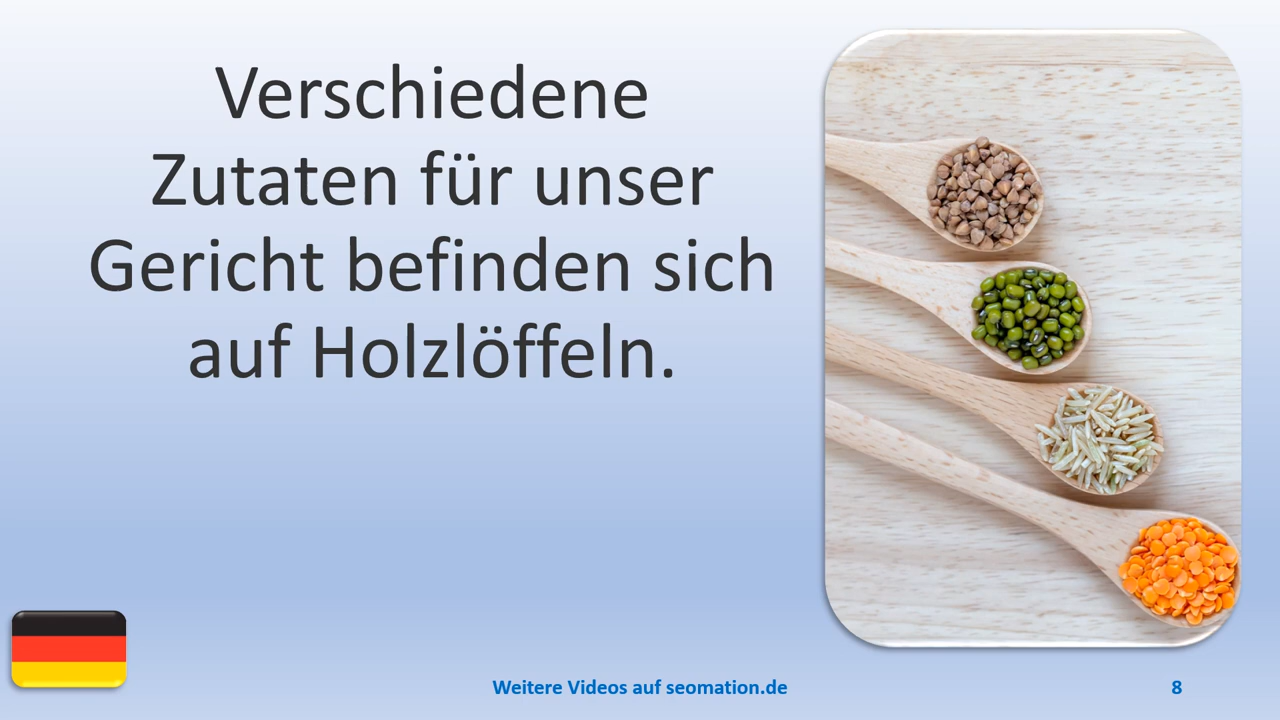 Verschiedene
Zutaten für unser
Gericht befinden sich
auf Holzlöffeln.
Weitere Videos auf seomation.de
8